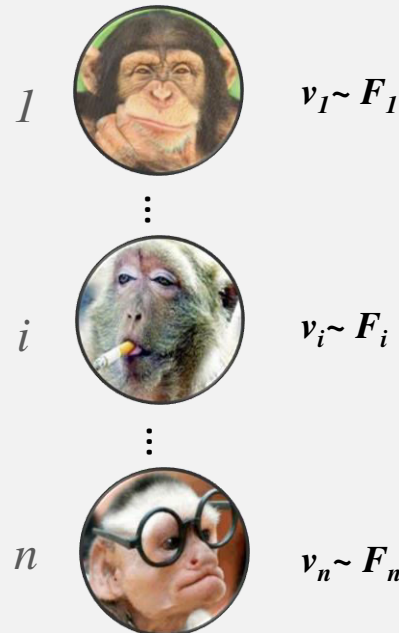 1 v₁~ F₁
⋮
i vᵢ~ Fᵢ
⋮
n vₙ~ Fₙ